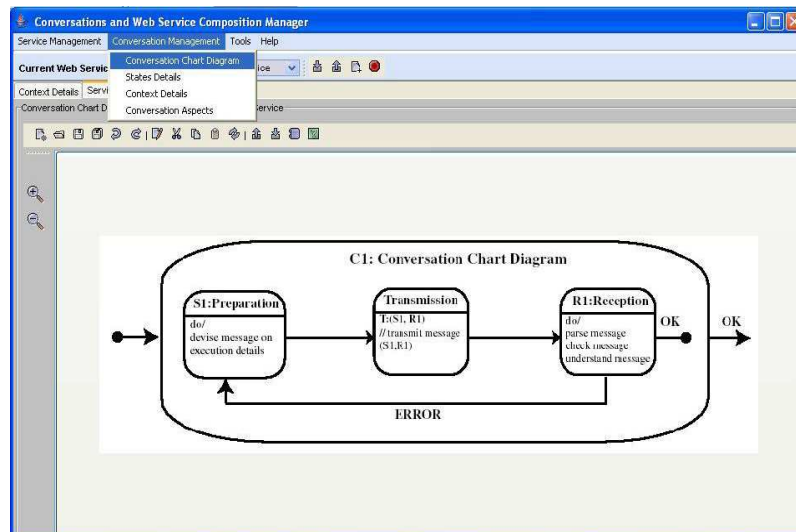 Conversations and Web Service Composition Manager
Service Management Conversation Management Tools Help
Conversation Chart Diagram
States Details
Context Details
Conversation Aspects
Current Web Servic
ice
Context Details Servi
Conversation Chart D
Service
C1: Conversation Chart Diagram
S1:Preparation
do/
devise message on
execution details
Transmission
T:(S1, R1)
// transmit message
(S1,R1)
R1:Reception
do/
parse message
check message
understand message
OK
OK
ERROR